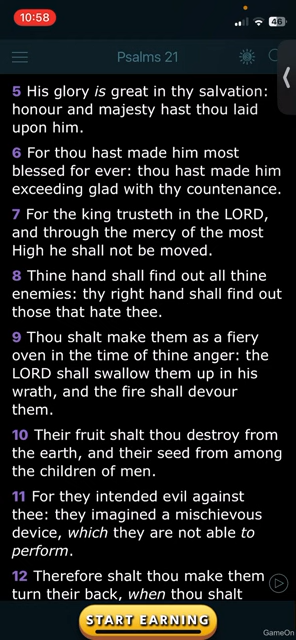 10:58
46
Psalms 21
5 His glory is great in thy salvation:
honour and majesty hast thou laid
upon him.
6 For thou hast made him most
blessed for ever: thou hast made him
exceeding glad with thy countenance.
7 For the king trusteth in the LORD,
and through the mercy of the most
High he shall not be moved.
8 Thine hand shall find out all thine
enemies: thy right hand shall find out
those that hate thee.
9 Thou shalt make them as a fiery
oven in the time of thine anger: the
LORD shall swallow them up in his
wrath, and the fire shall devour
them.
10 Their fruit shalt thou destroy from
the earth, and their seed from among
the children of men.
11 For they intended evil against
thee: they imagined a mischievous
device, which they are not able to
perform.
12 Therefore shalt thou make them
turn their back, when thou shalt
START EARNING
GameOn